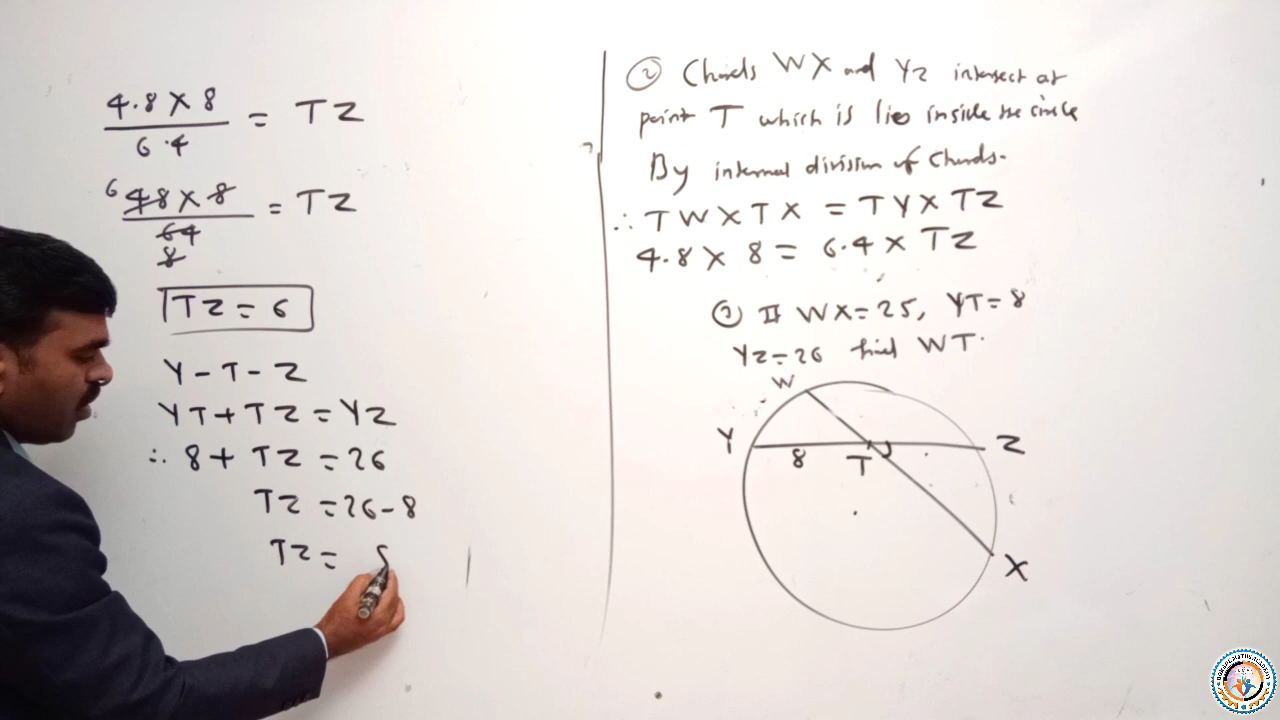 4.8 X 8 / 6.4 = TZ
6 48 X 8 / 64 = TZ
8
TZ = 6
Y - T - Z
YT + TZ = YZ
∴ 8 + TZ = 26
TZ = 26 - 8
TZ =
② Chords WX and YZ intersect at
point T which is lie inside the circle
By internal division of chords.
∴ TW X TX = TY X TZ
4.8 X 8 = 6.4 X TZ
② If WX = 25, YT = 8
YZ = 26 find WT.
W
Y 8 T Z
X